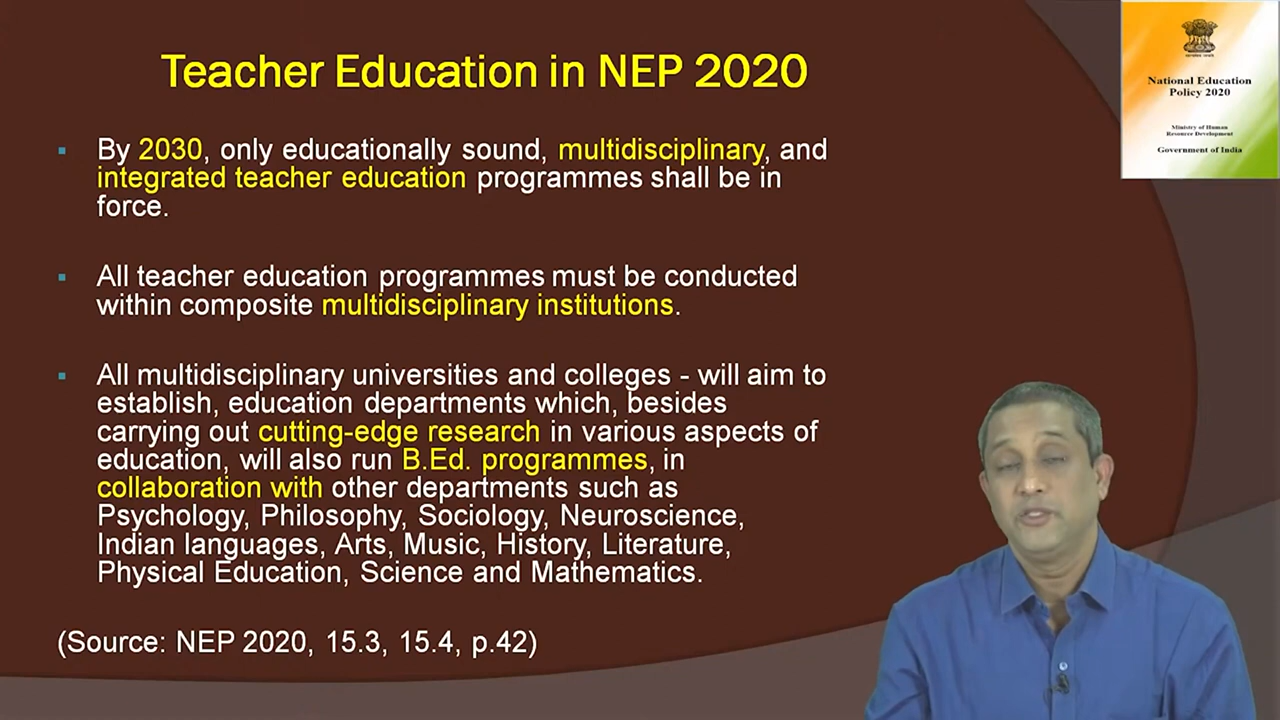 Teacher Education in NEP 2020
National Education
Policy 2020
Ministry of Human
Resource Development
Government of India
▪ By 2030, only educationally sound, multidisciplinary, and
integrated teacher education programmes shall be in
force.
▪ All teacher education programmes must be conducted
within composite multidisciplinary institutions.
▪ All multidisciplinary universities and colleges - will aim to
establish, education departments which, besides
carrying out cutting-edge research in various aspects of
education, will also run B.Ed. programmes, in
collaboration with other departments such as
Psychology, Philosophy, Sociology, Neuroscience,
Indian languages, Arts, Music, History, Literature,
Physical Education, Science and Mathematics.
(Source: NEP 2020, 15.3, 15.4, p.42)